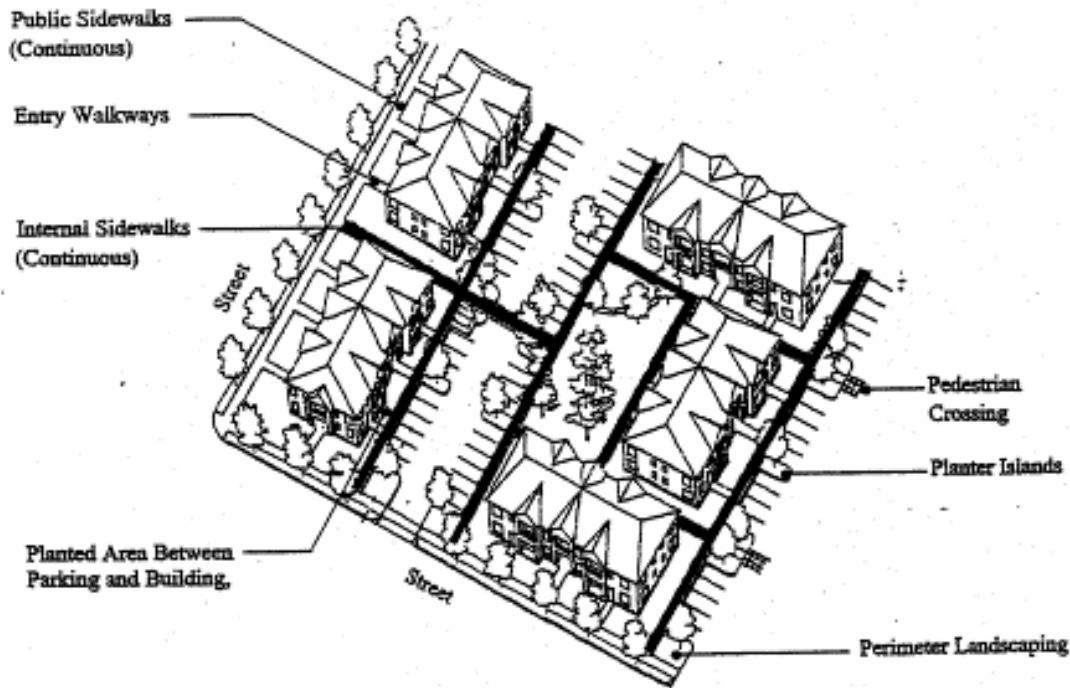 Public Sidewalks
(Continuous)
Entry Walkways
Internal Sidewalks
(Continuous)
Street
Pedestrian
Crossing
Planter Islands
Planted Area Between
Parking and Building,
Street
Perimeter Landscaping